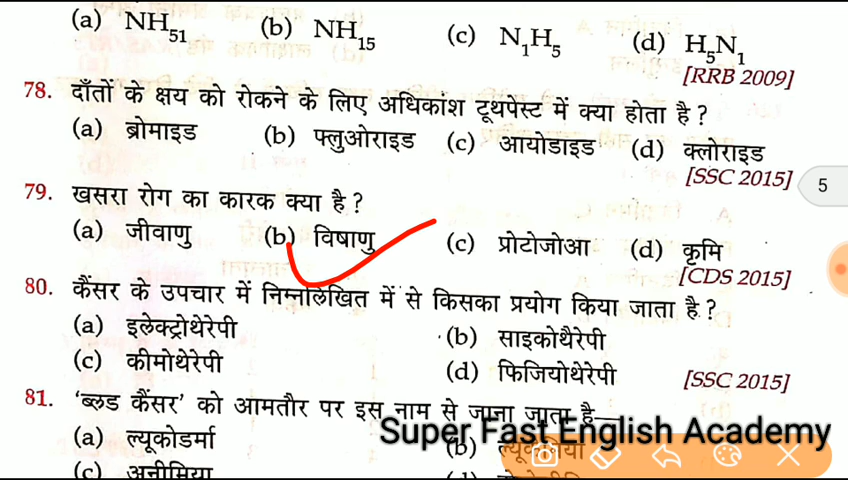 (a) NH51 (b) NH15 (c) N1H5 (d) H5N1
[RRB 2009]
78. दाँतों के क्षय को रोकने के लिए अधिकांश टूथपेस्ट में क्या होता है ?
(a) ब्रोमाइड (b) फ्लुओराइड (c) आयोडाइड (d) क्लोराइड
[SSC 2015]
5
79. खसरा रोग का कारक क्या है ?
(a) जीवाणु (b) विषाणु (c) प्रोटोजोआ (d) कृमि
[CDS 2015]
80. कैंसर के उपचार में निम्नलिखित में से किसका प्रयोग किया जाता है ?
(a) इलेक्ट्रोथेरेपी (b) साइकोथैरेपी
(c) कीमोथेरेपी (d) फिजियोथेरेपी [SSC 2015]
81. ‘ब्लड कैंसर’ को आमतौर पर इस नाम से जाना जाता है—
Super Fast English Academy
(a) ल्यूकोडर्मा (b) ल्यूकेमिया
(c) अनीमिया